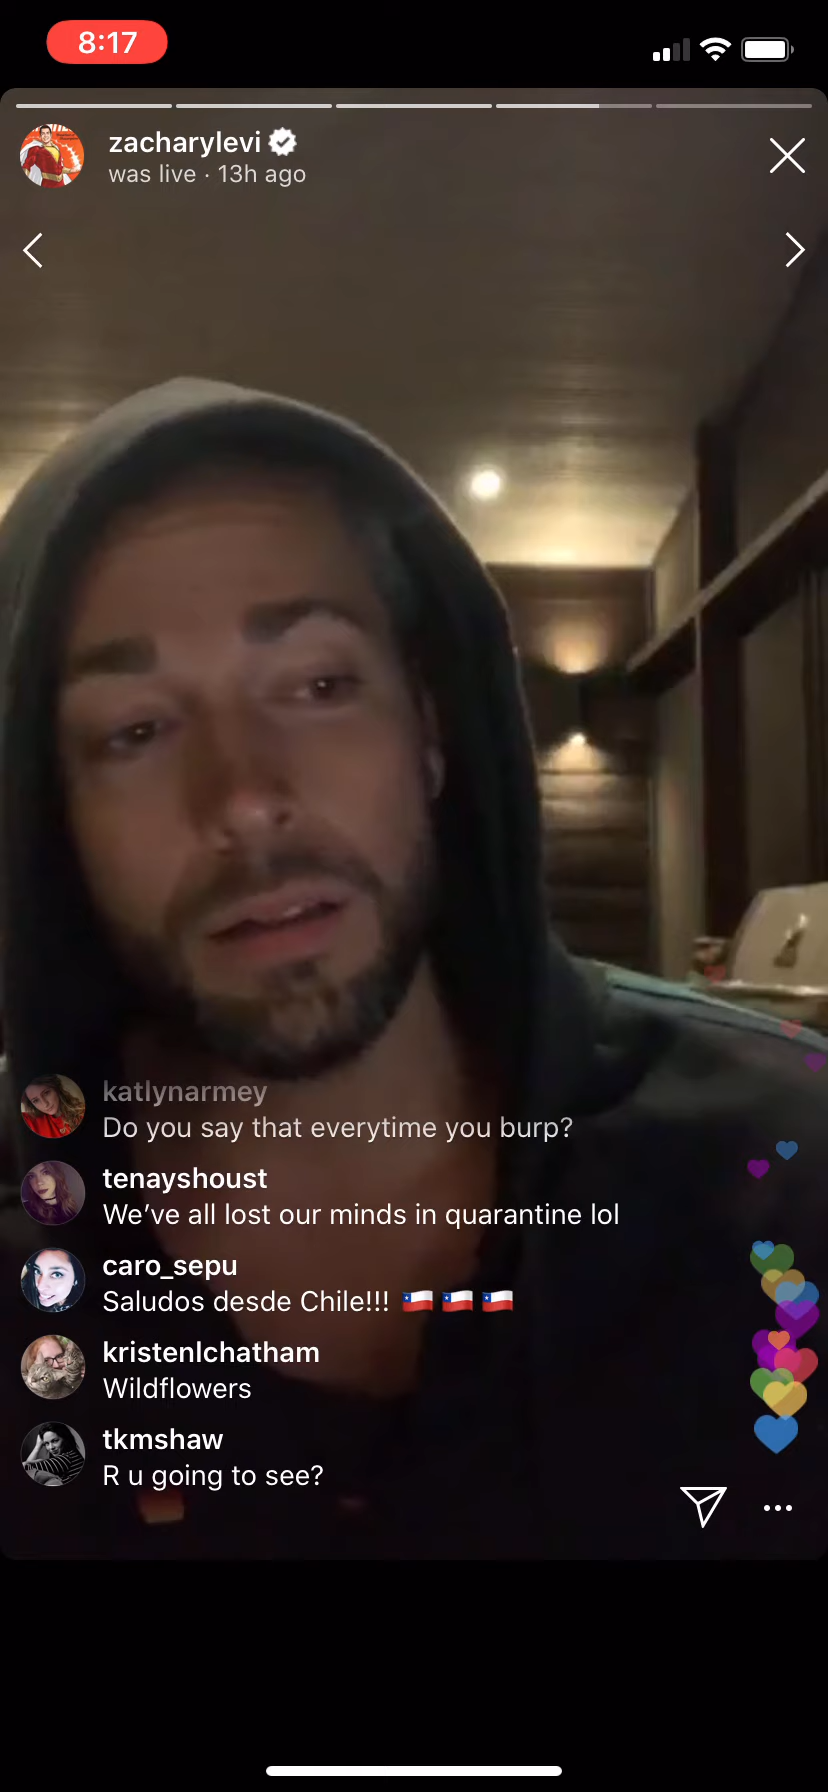 8:17
zacharylevi
was live · 13h ago
katlynarmey
Do you say that everytime you burp?
tenayshoust
We've all lost our minds in quarantine lol
caro_sepu
Saludos desde Chile!!! 🇨🇱 🇨🇱 🇨🇱
kristenlchatham
Wildflowers
tkmshaw
R u going to see?